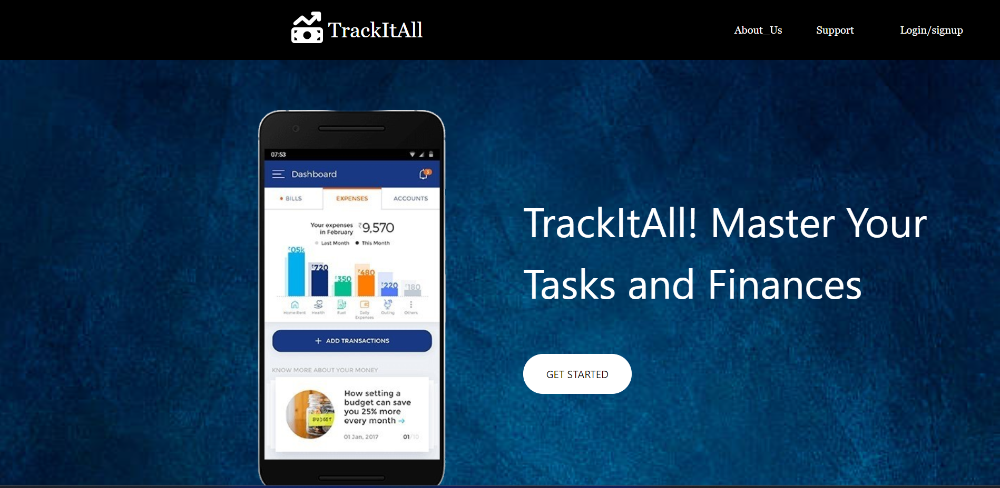 TrackItAll
About_Us Support Login/signup
07:53
Dashboard
3
BILLS EXPENSES ACCOUNTS
Your expenses
in February
₹9,570
Last Month This Month
₹05k
₹720
₹350
₹480
₹220
₹180
Home Rent Health Fuel Daily Expenses Outing Others
+ ADD TRANSACTIONS
KNOW MORE ABOUT YOUR MONEY
How setting a
budget can save
you 25% more
every month →
BUDGET
01 Jan, 2017 01/10
TrackItAll! Master Your
Tasks and Finances
GET STARTED